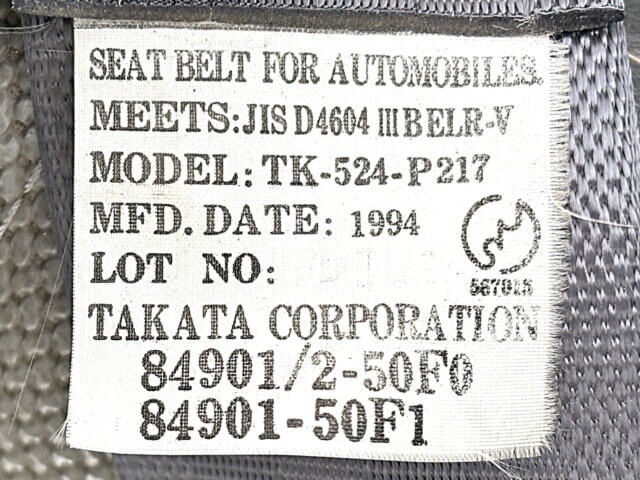 SEAT BELT FOR AUTOMOBILES.
MEETS:JIS D4604 III BELR-V
MODEL: TK-524-P217
MFD. DATE: 1994
LOT NO:
TAKATA CORPORATION
84901/2-50F0
84901-50F1